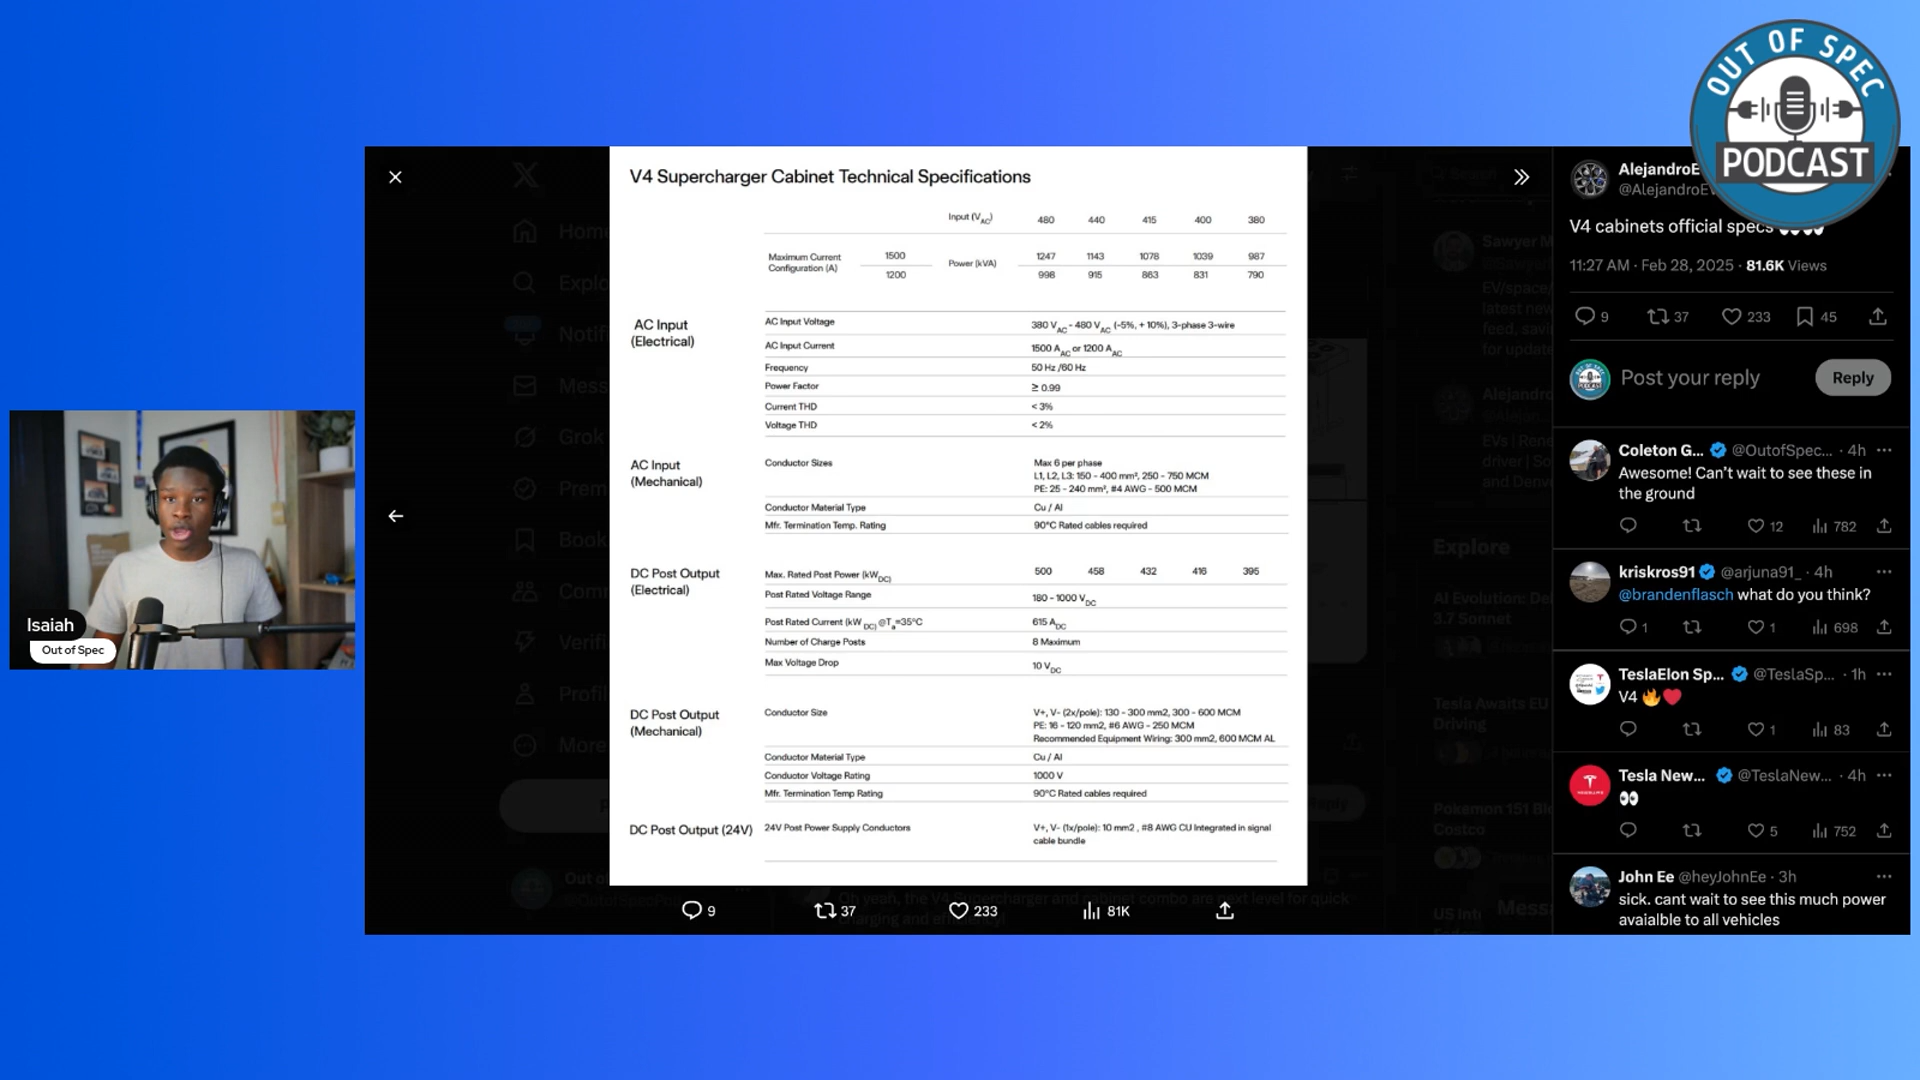 OUT OF SPEC
PODCAST
V4 Supercharger Cabinet Technical Specifications
Input (VAC) 480 440 415 400 380
Maximum Current Configuration (A) 1500 Power (kVA) 1247 1143 1078 1039 987
1200 998 915 863 831 790
AC Input (Electrical)
AC Input Voltage 380 VAC - 480 VAC (-5%, + 10%), 3-phase 3-wire
AC Input Current 1500 AAC or 1200 AAC
Frequency 50 Hz /60 Hz
Power Factor ≥ 0.99
Current THD < 3%
Voltage THD < 2%
AC Input (Mechanical)
Conductor Sizes Max 6 per phase
L1, L2, L3: 150 - 400 mm², 250 - 750 MCM
PE: 25 - 240 mm², #4 AWG - 500 MCM
Conductor Material Type Cu / Al
Mfr. Termination Temp. Rating 90°C Rated cables required
DC Post Output (Electrical)
Max. Rated Post Power (kWDC) 500 458 432 416 395
Post Rated Voltage Range 180 - 1000 VDC
Post Rated Current (kW DC) @Ta=35°C 615 ADC
Number of Charge Posts 8 Maximum
Max Voltage Drop 10 VDC
DC Post Output (Mechanical)
Conductor Size V+, V- (2x/pole): 130 - 300 mm2, 300 - 600 MCM
PE: 16 - 120 mm2, #6 AWG - 250 MCM
Recommended Equipment Wiring: 300 mm2, 600 MCM AL
Conductor Material Type Cu / Al
Conductor Voltage Rating 1000 V
Mfr. Termination Temp Rating 90°C Rated cables required
DC Post Output (24V) 24V Post Power Supply Conductors V+, V- (1x/pole): 10 mm2 , #8 AWG CU Integrated in signal
cable bundle
9 37 233 81K
V4 cabinets official specs 👀👀
11:27 AM · Feb 28, 2025 · 81.6K Views
9 37 233 45
Post your reply
Reply
Coleton G... @OutofSpec... · 4h
Awesome! Can't wait to see these in
the ground
12 782
kriskros91 @arjuna91_ · 4h
@brandenflasch what do you think?
1 1 698
TeslaElon Sp... @TeslaSp... · 1h
V4 🔥❤️
1 83
Tesla New... @TeslaNew... · 4h
👀
5 752
John Ee @heyJohnEe · 3h
sick. cant wait to see this much power
avaialble to all vehicles
Explore
Isaiah
Out of Spec